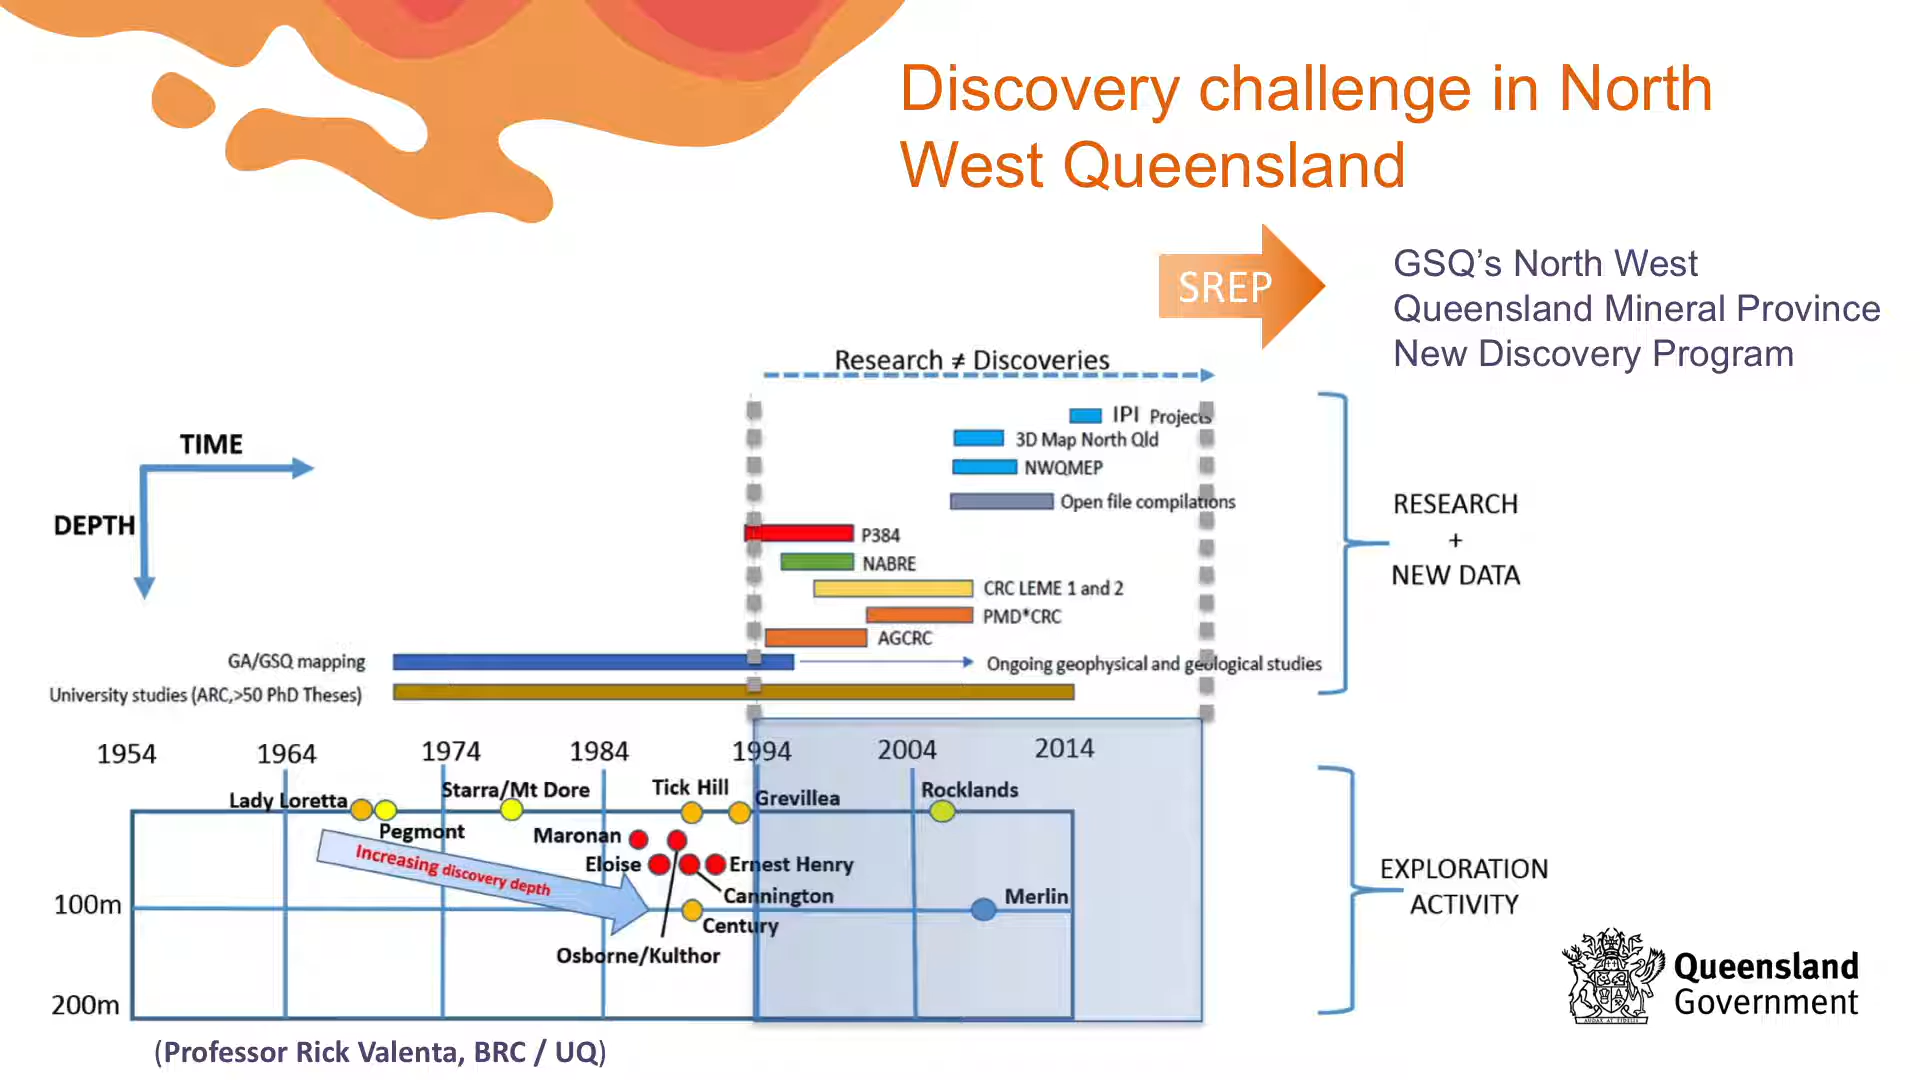 Discovery challenge in North
West Queensland
SREP
GSQ’s North West
Queensland Mineral Province
New Discovery Program
Research ≠ Discoveries
TIME
DEPTH
IPI Projects
3D Map North Qld
NWQMEP
Open file compilations
P384
NABRE
CRC LEME 1 and 2
PMD*CRC
AGCRC
GA/GSQ mapping
Ongoing geophysical and geological studies
University studies (ARC,>50 PhD Theses)
RESEARCH
+
NEW DATA
1954 1964 1974 1984 1994 2004 2014
Lady Loretta
Pegmont
Starra/Mt Dore
Tick Hill
Grevillea
Rocklands
Maronan
Eloise
Ernest Henry
Cannington
Century
Osborne/Kulthor
Merlin
Increasing discovery depth
100m
200m
EXPLORATION
ACTIVITY
Queensland
Government
AUDAX AT FIDELIS
(Professor Rick Valenta, BRC / UQ)